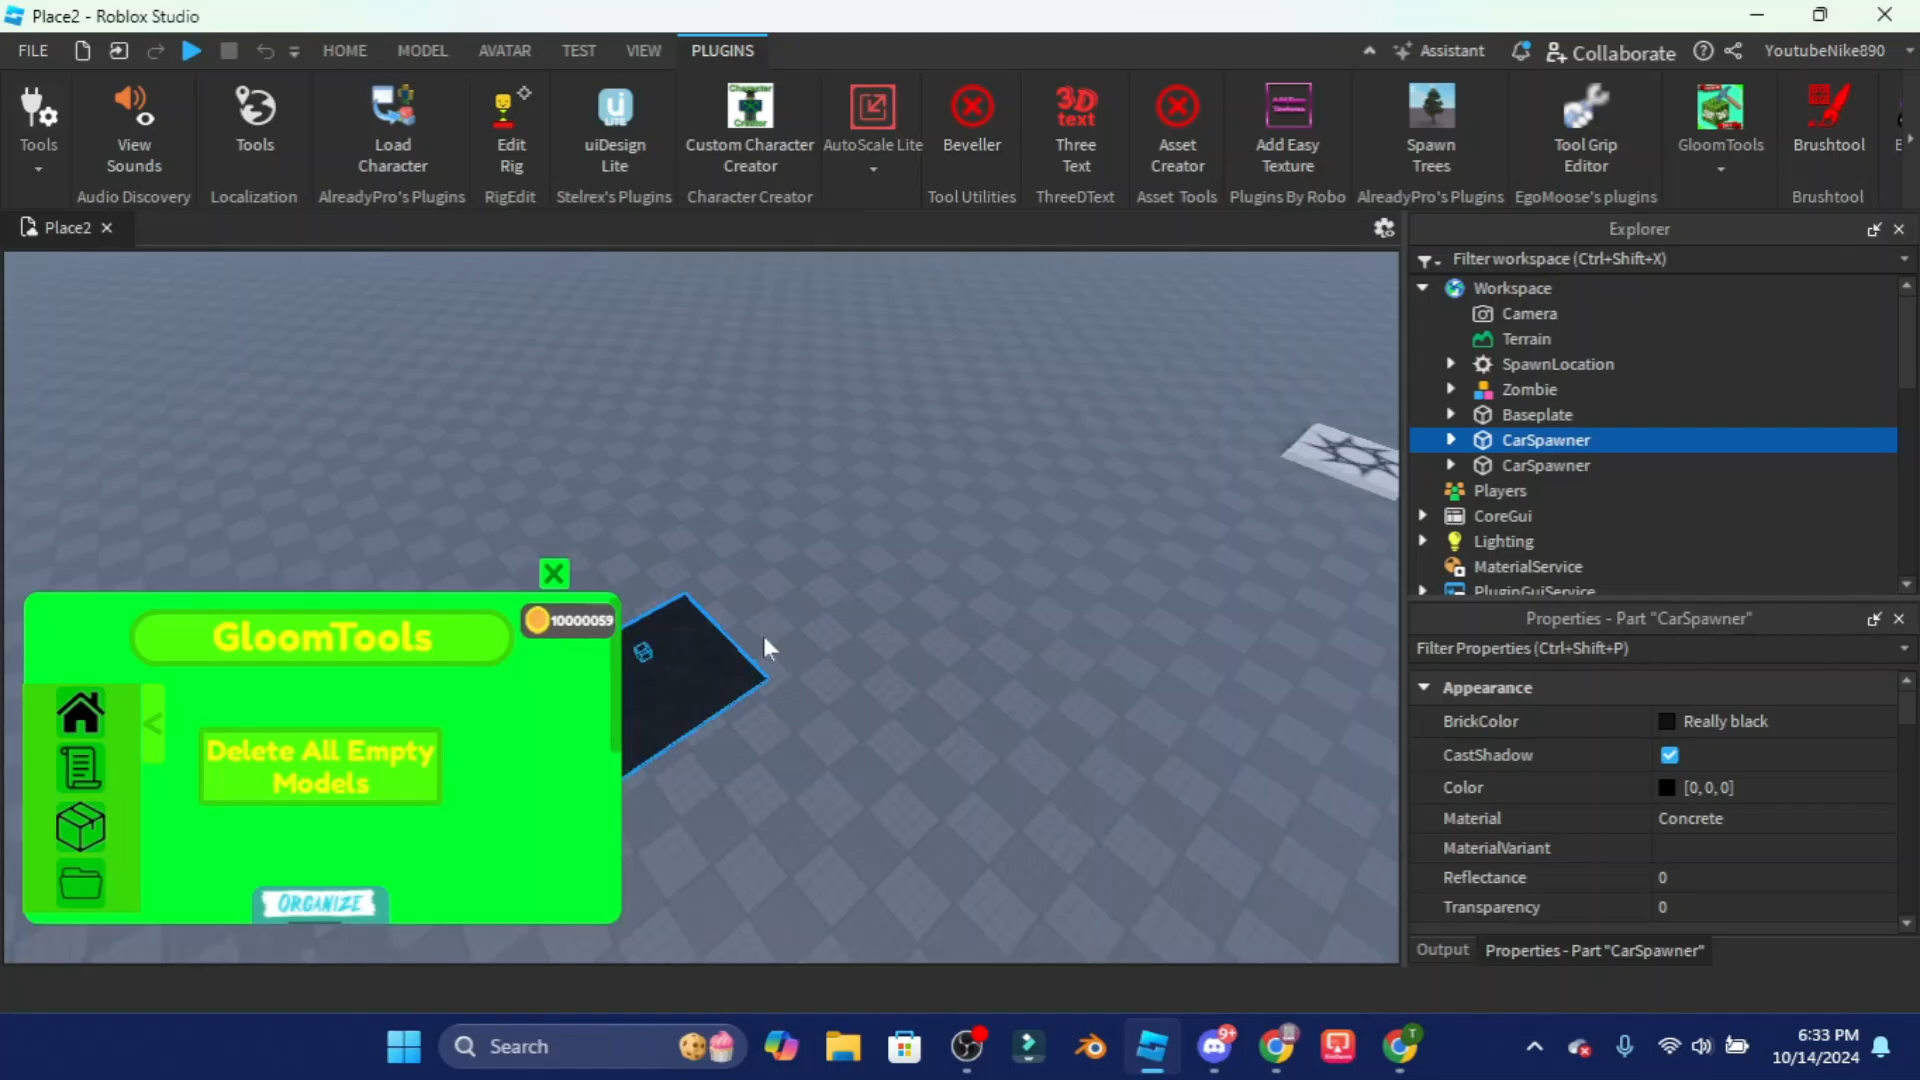 Place2 - Roblox Studio
FILE
HOME
MODEL
AVATAR
TEST
VIEW
PLUGINS
Assistant
Collaborate
YoutubeNike890
Tools
View
Sounds
Audio Discovery
Tools
Localization
Load
Character
AlreadyPro's Plugins
Edit
Rig
RigEdit
uiDesign
Lite
Stelrex's Plugins
Character
Creator
Custom Character
Creator
Character Creator
AutoScale Lite
Beveller
Tool Utilities
3D
text
Three
Text
ThreeDText
Asset
Creator
Asset Tools
Add Easy
Texture
Plugins By Robo
Spawn
Trees
AlreadyPro's Plugins
Tool Grip
Editor
EgoMoose's plugins
GloomTools
Brushtool
Brushtool
Place2
Explorer
Filter workspace (Ctrl+Shift+X)
Workspace
Camera
Terrain
SpawnLocation
Zombie
Baseplate
CarSpawner
CarSpawner
Players
CoreGui
Lighting
MaterialService
PluginGuiService
Properties - Part "CarSpawner"
Filter Properties (Ctrl+Shift+P)
Appearance
BrickColor Really black
CastShadow
Color [0, 0, 0]
Material Concrete
MaterialVariant
Reflectance 0
Transparency 0
Output
Properties - Part "CarSpawner"
X
10000059
GloomTools
<
Delete All Empty
Models
ORGANIZE
Search
9+
T
6:33 PM
10/14/2024